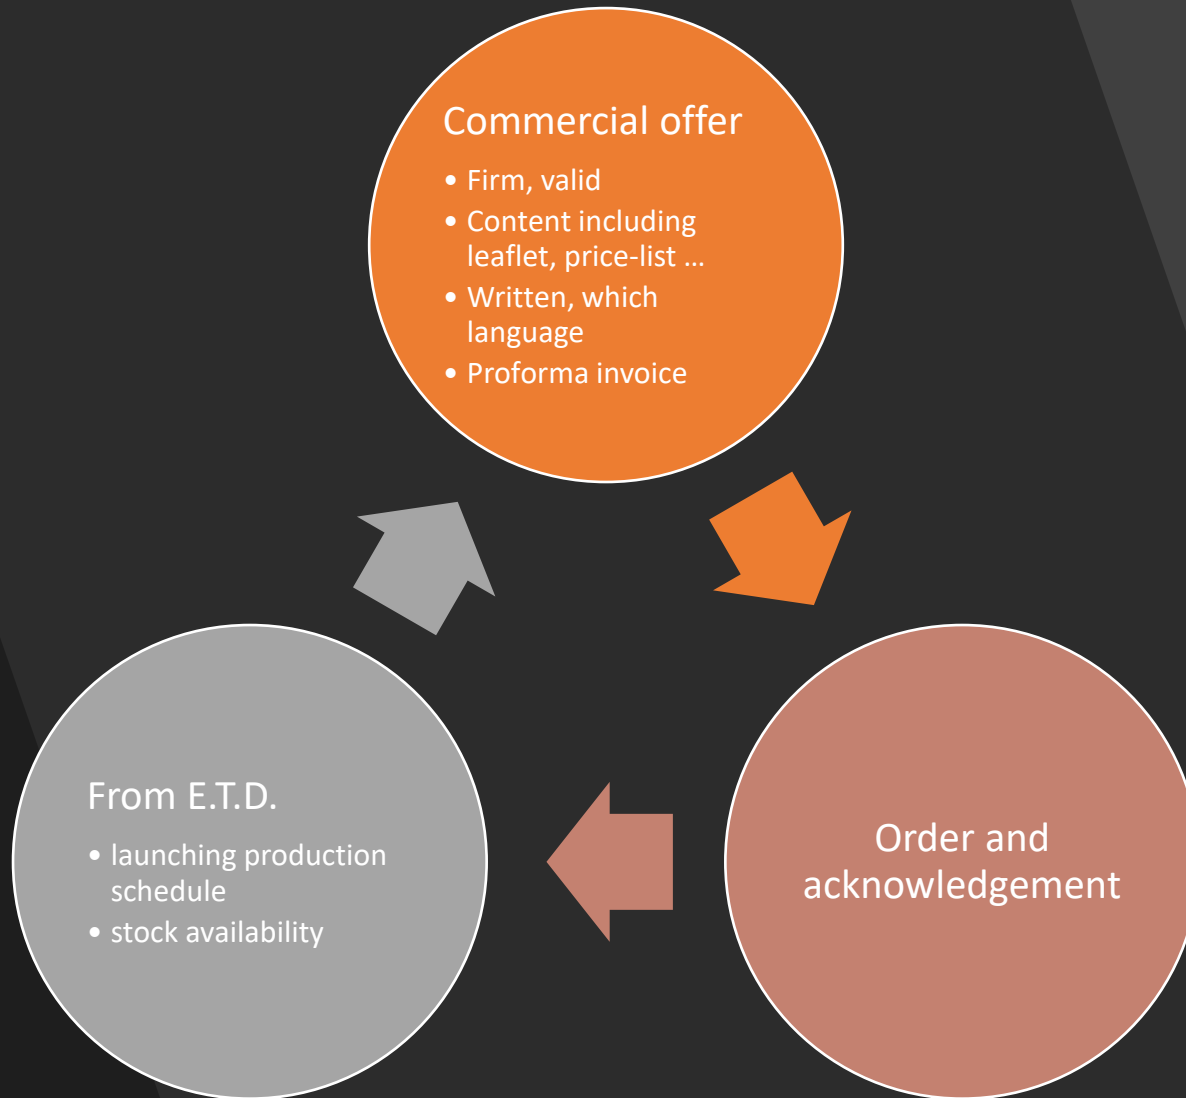 Commercial offer
• Firm, valid
• Content including
leaflet, price-list ...
• Written, which
language
• Proforma invoice
Order and
acknowledgement
From E.T.D.
• launching production
schedule
• stock availability